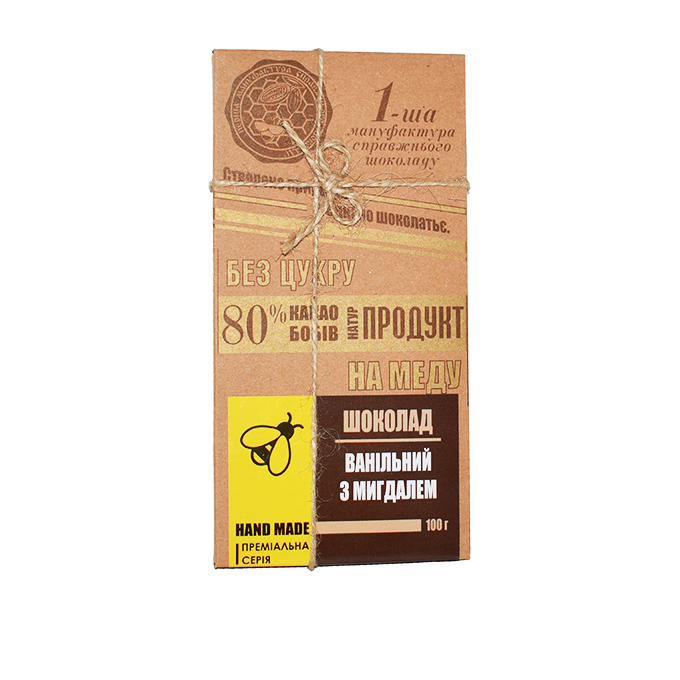 1-ша
мануфактура
справжнього
шоколаду
Створено
шоколатьє.
БЕЗ ЦУКРУ
80% КАКАО
БОБІВ
НАТУР
ПРОДУКТ
НА МЕДУ
ШОКОЛАД
ВАНІЛЬНИЙ
З МИГДАЛЕМ
100 г
HAND MADE
ПРЕМІАЛЬНА
СЕРІЯ